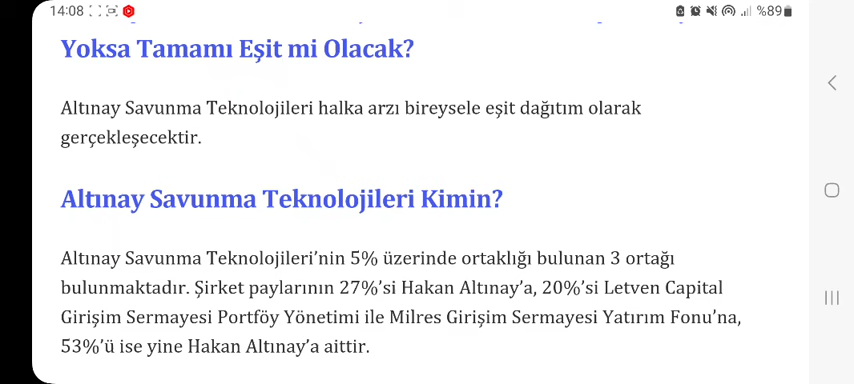 14:08
%89
Yoksa Tamamı Eşit mi Olacak?
Altınay Savunma Teknolojileri halka arzı bireysele eşit dağıtım olarak
gerçekleşecektir.
Altınay Savunma Teknolojileri Kimin?
Altınay Savunma Teknolojileri’nin 5% üzerinde ortaklığı bulunan 3 ortağı
bulunmaktadır. Şirket paylarının 27%’si Hakan Altınay’a, 20%’si Letven Capital
Girişim Sermayesi Portföy Yönetimi ile Milres Girişim Sermayesi Yatırım Fonu’na,
53%’ü ise yine Hakan Altınay’a aittir.